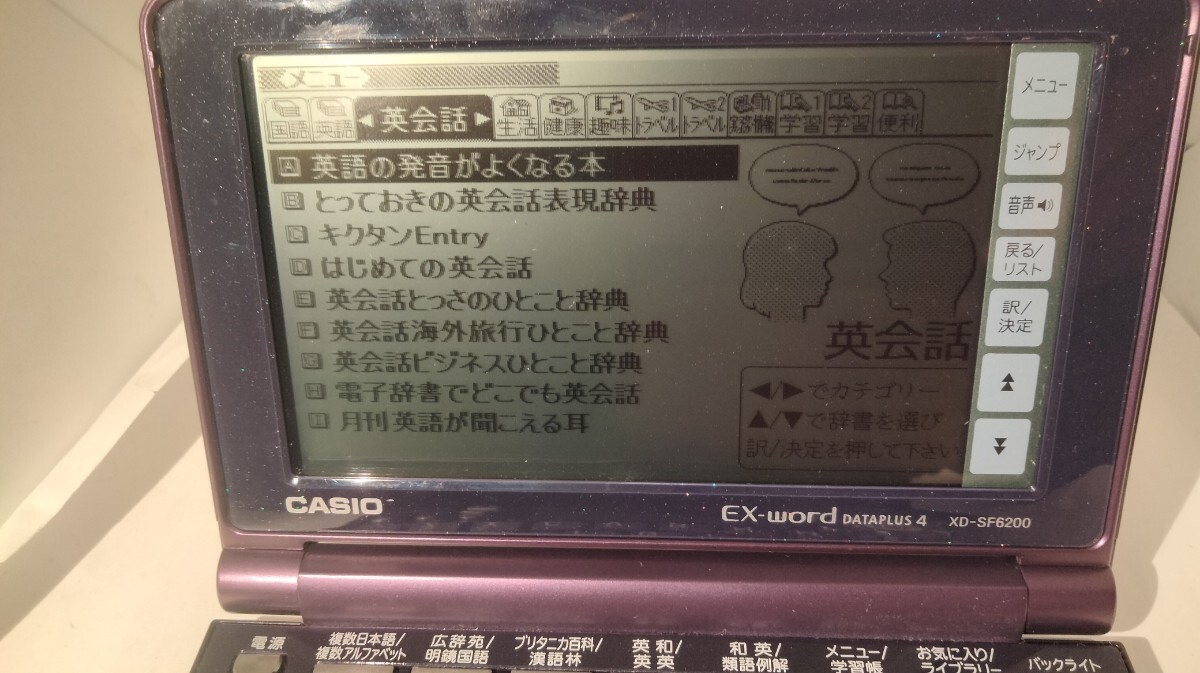 メニュー
国語 英語 英会話 生活 健康 趣味 トラベル1 トラベル2 実務情報 学習1 学習2 便利
A 英語の発音がよくなる本
B とっておきの英会話表現辞典
C キクタンEntry
D はじめての英会話
E 英会話とっさのひとこと辞典
F 英会話海外旅行ひとこと辞典
G 英会話ビジネスひとこと辞典
H 電子辞書でどこでも英会話
I 月刊英語が聞こえる耳
英会話
◀/▶でカテゴリー
▲/▼で辞書を選び
訳/決定を押して下さい
メニュー
ジャンプ
音声
戻る/
リスト
訳/
決定
CASIO
EX-word DATAPLUS 4 XD-SF6200
電源
複数日本語/
複数アルファベット
広辞苑/
明鏡国語
ブリタニカ百科/
漢語林
英和/
英英
和英/
類語例解
メニュー/
学習帳
お気に入り/
ライブラリー
バックライト